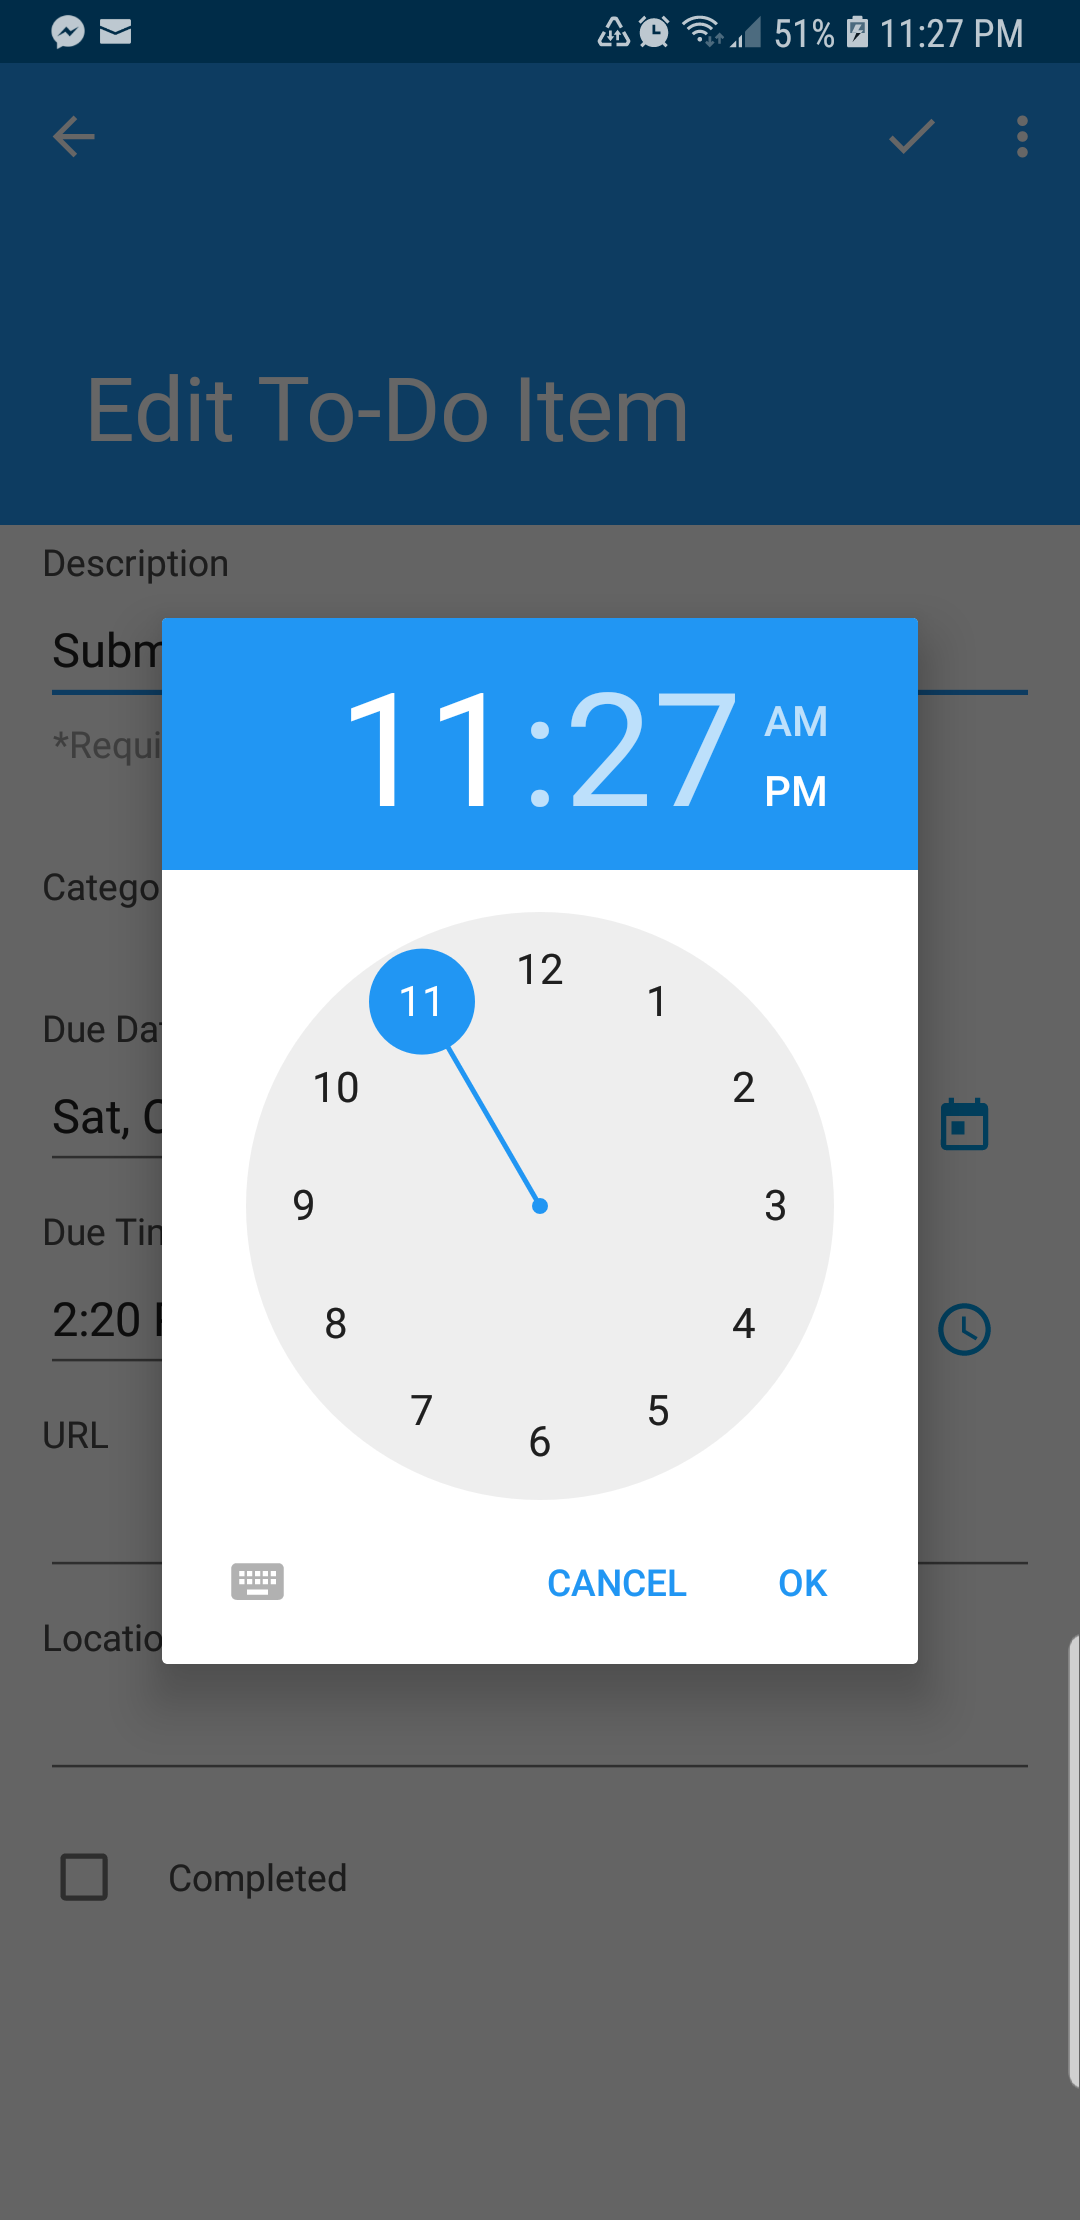 51% 11:27 PM
Edit To-Do Item
Description
Subm
*Requi
11:27 AM
PM
Catego
12
11 1
10 2
Due Da
Sat,
9 3
Due Tim
8 4
2:20
7 5
6
URL
CANCEL OK
Locatio
Completed